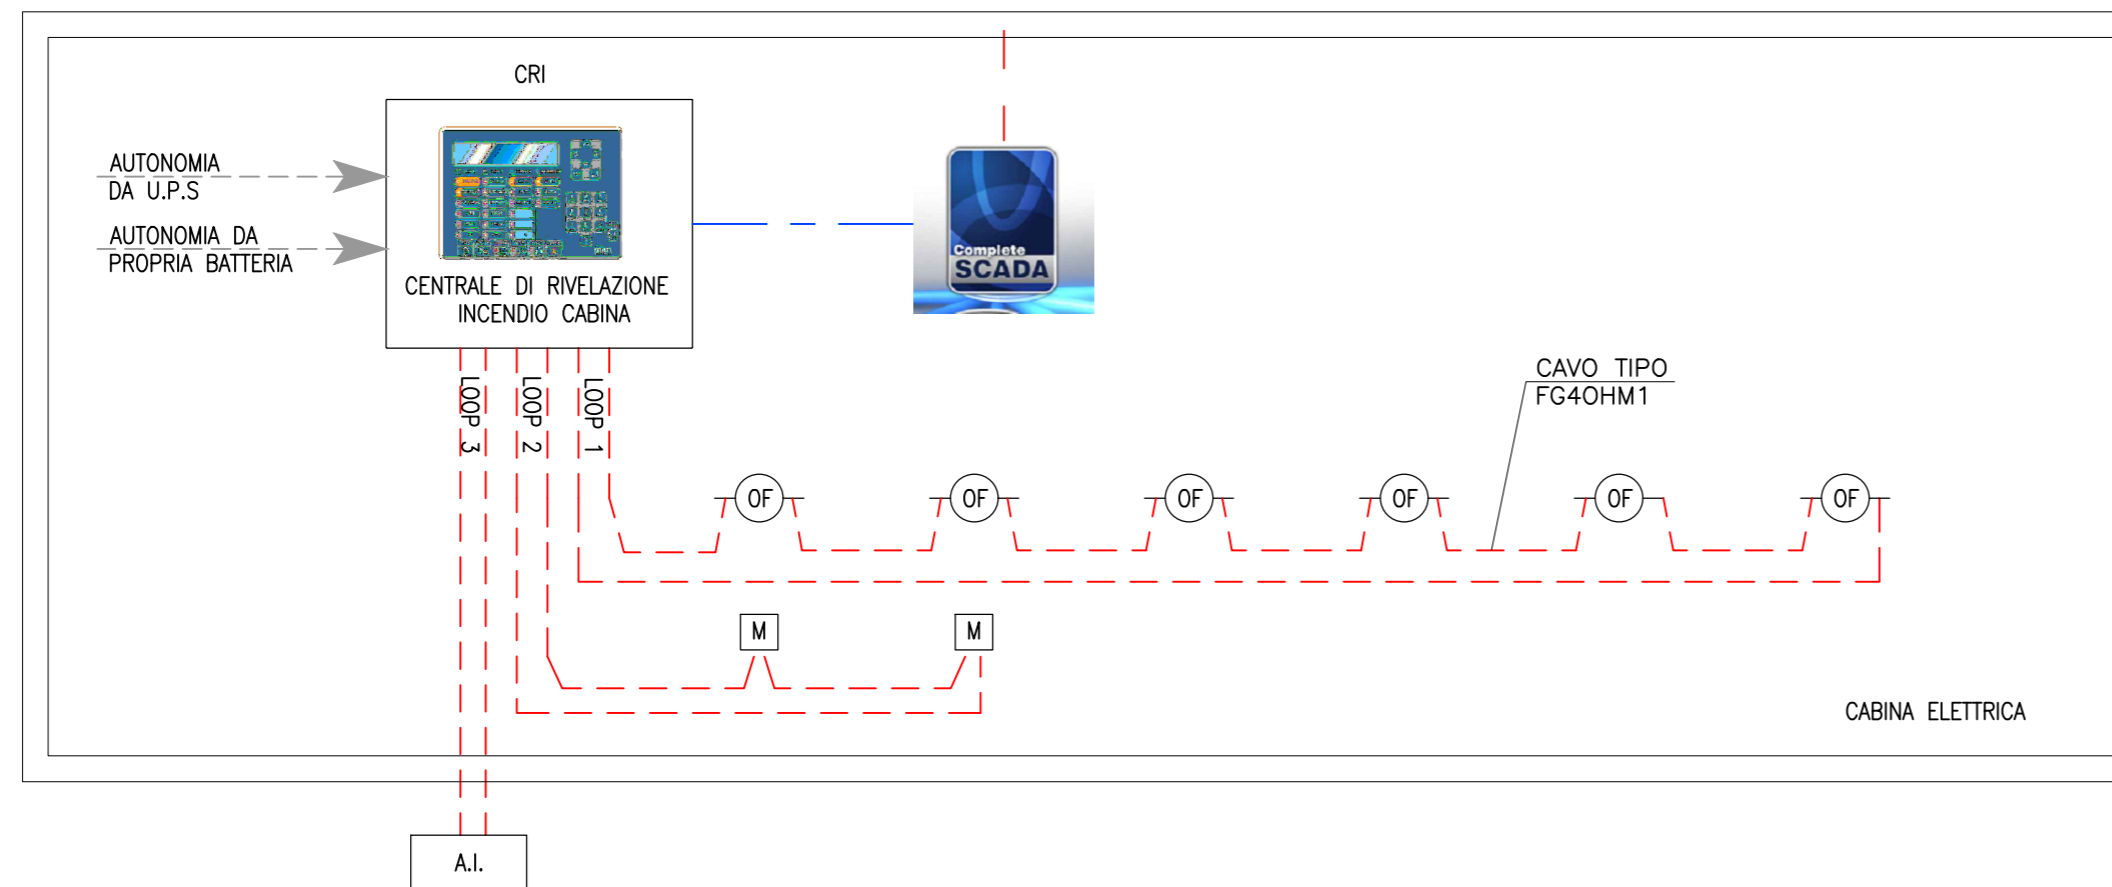 CRI
AUTONOMIA
DA U.P.S
AUTONOMIA DA
PROPRIA BATTERIA
CENTRALE DI RIVELAZIONE
INCENDIO CABINA
Complete
SCADA
LOOP 3
LOOP 2
LOOP 1
CAVO TIPO
FG4OHM1
OF
OF
OF
OF
OF
OF
M
M
CABINA ELETTRICA
A.I.